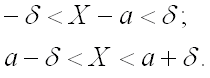 − δ < X − a < δ;
a − δ < X < a + δ.